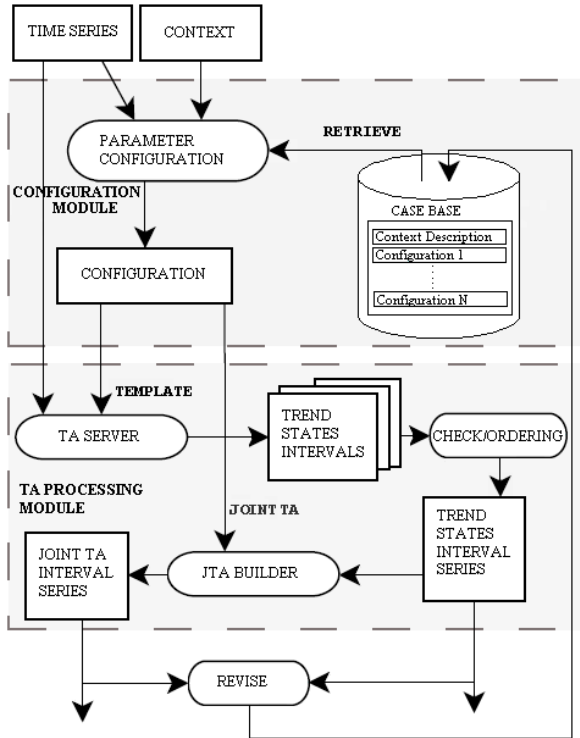 TIME SERIES
CONTEXT
RETRIEVE
PARAMETER
CONFIGURATION
CONFIGURATION
MODULE
CASE BASE
Context Description
Configuration 1
Configuration N
CONFIGURATION
TEMPLATE
TA SERVER
TREND
STATES
INTERVALS
CHECK/ORDERING
TA PROCESSING
MODULE
JOINT TA
TREND
STATES
INTERVAL
SERIES
JOINT TA
INTERVAL
SERIES
JTA BUILDER
REVISE